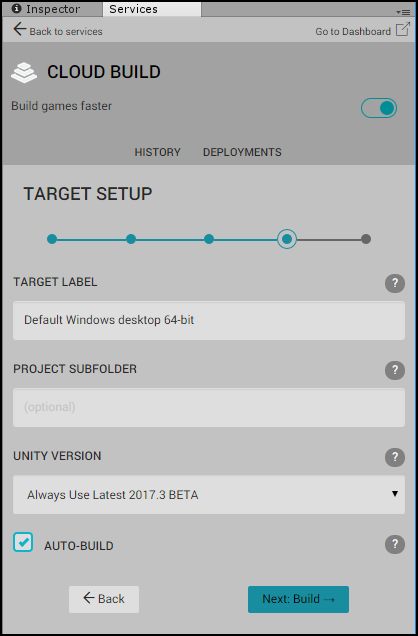 Inspector Services
← Back to services Go to Dashboard
CLOUD BUILD
Build games faster
HISTORY DEPLOYMENTS
TARGET SETUP
TARGET LABEL ?
Default Windows desktop 64-bit
PROJECT SUBFOLDER ?
(optional)
UNITY VERSION ?
Always Use Latest 2017.3 BETA
AUTO-BUILD ?
← Back Next: Build →